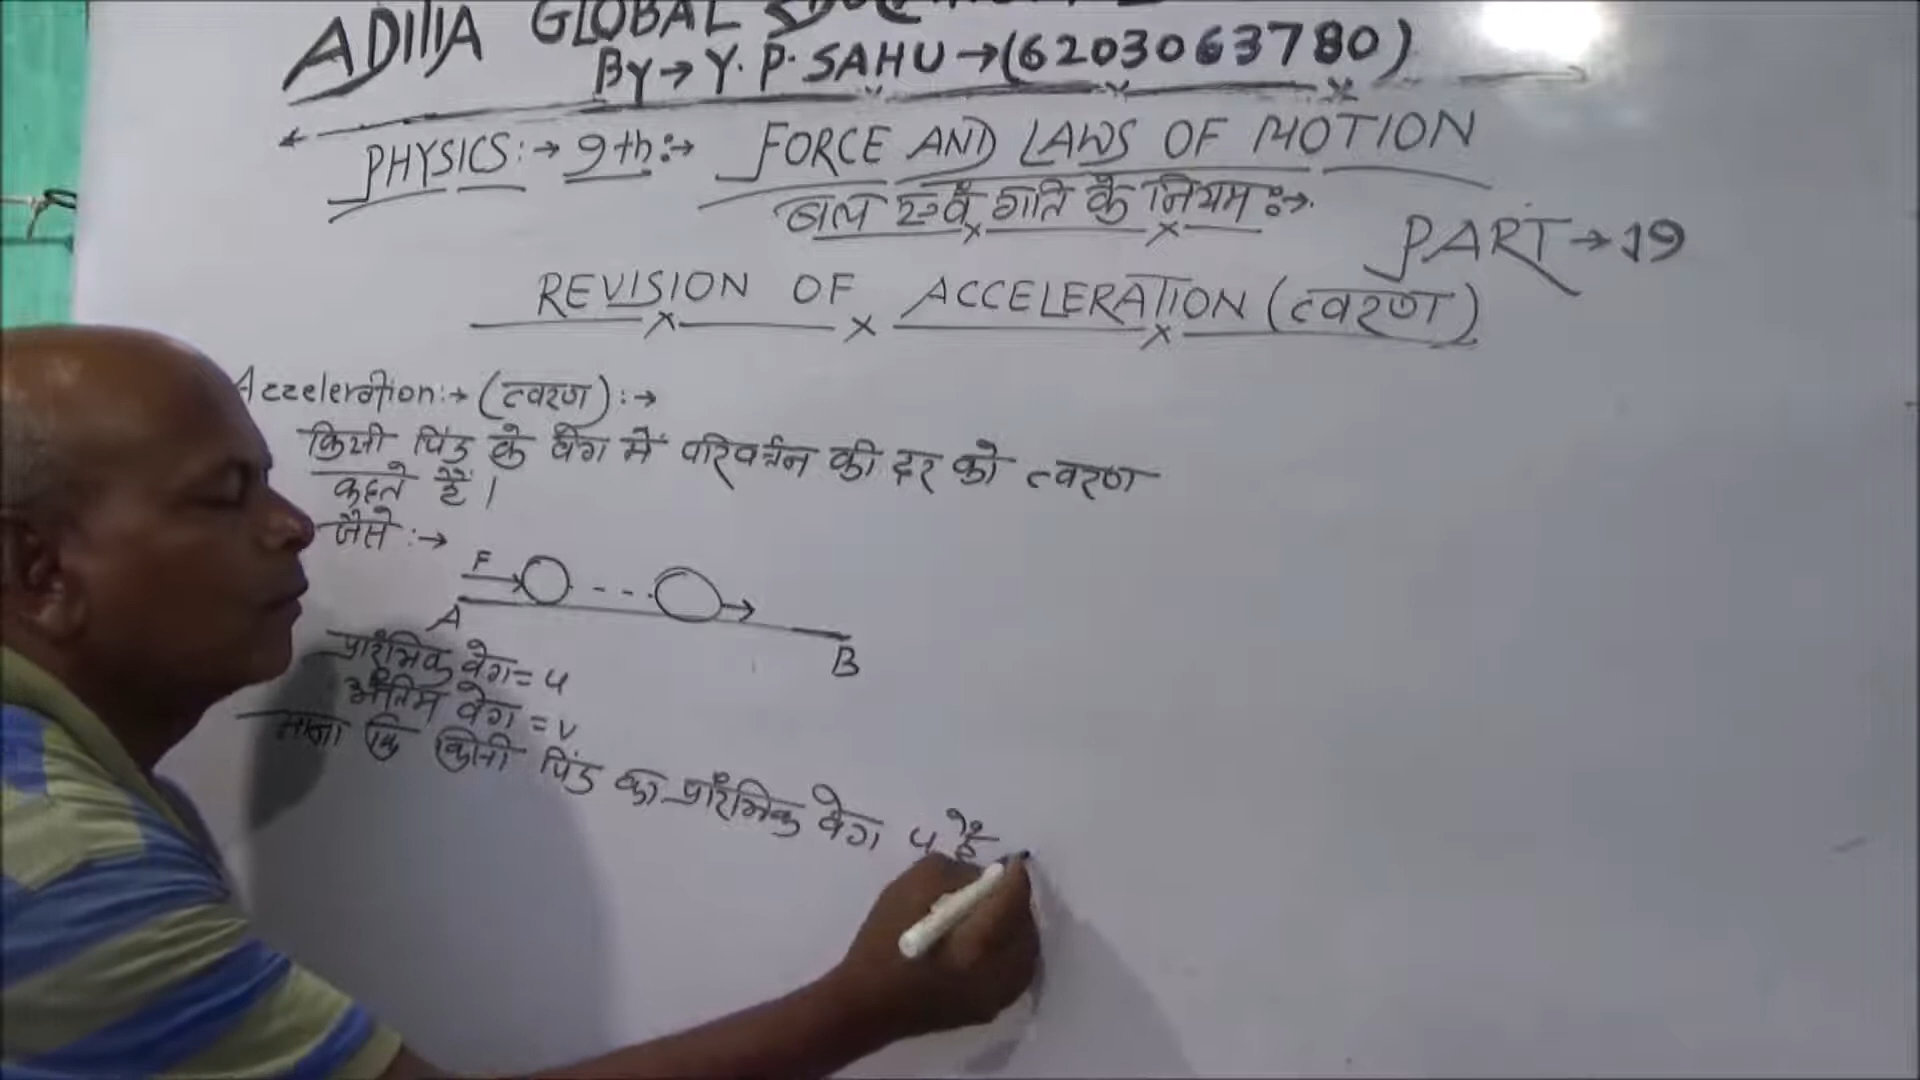 ADITYA GLOBAL
BY→Y.P.SAHU→(6203063780)
PHYSICS:→9th:→ FORCE AND LAWS OF MOTION
बल एवं गति के नियम:→
PART→19
REVISION OF ACCELERATION (त्वरण)
Acceleration:→(त्वरण):→
किसी पिंड के वेग में परिवर्तन की दर को त्वरण
कहते हैं।
जैसे:→
F
A
B
प्रारंभिक वेग=u
अंतिम वेग=v
माना कि किसी पिंड का प्रारंभिक वेग u है